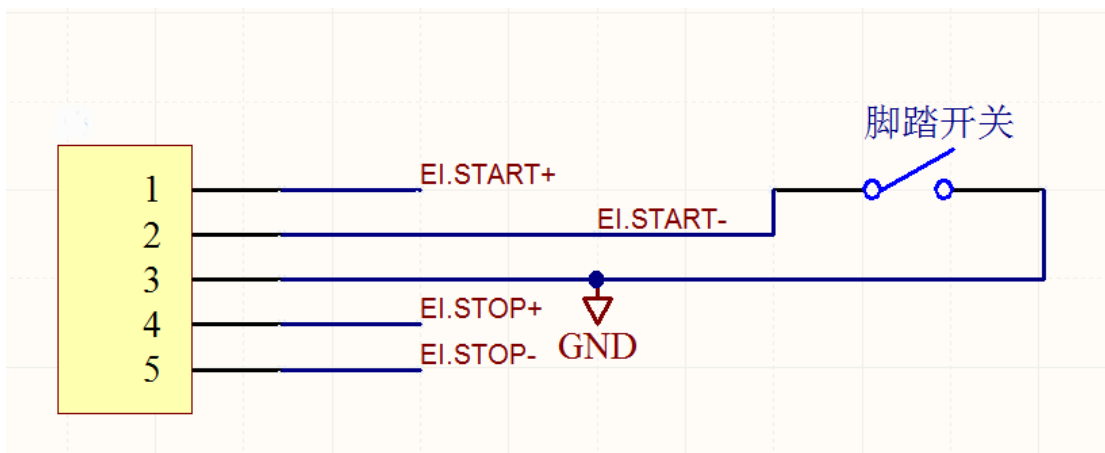 脚踏开关
1
EI.START+
2
EI.START-
3
4
EI.STOP+
GND
5
EI.STOP-